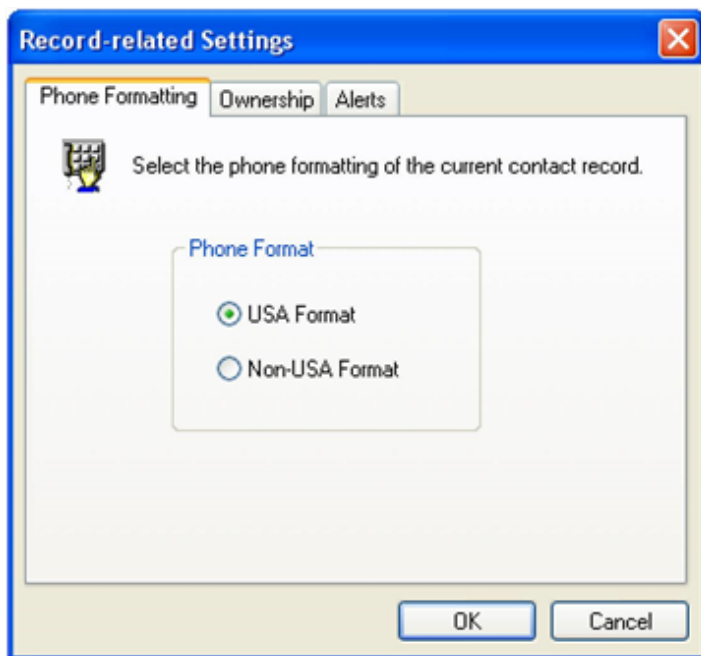 Record-related Settings
Phone Formatting Ownership Alerts
Select the phone formatting of the current contact record.
Phone Format
USA Format
Non-USA Format
OK Cancel